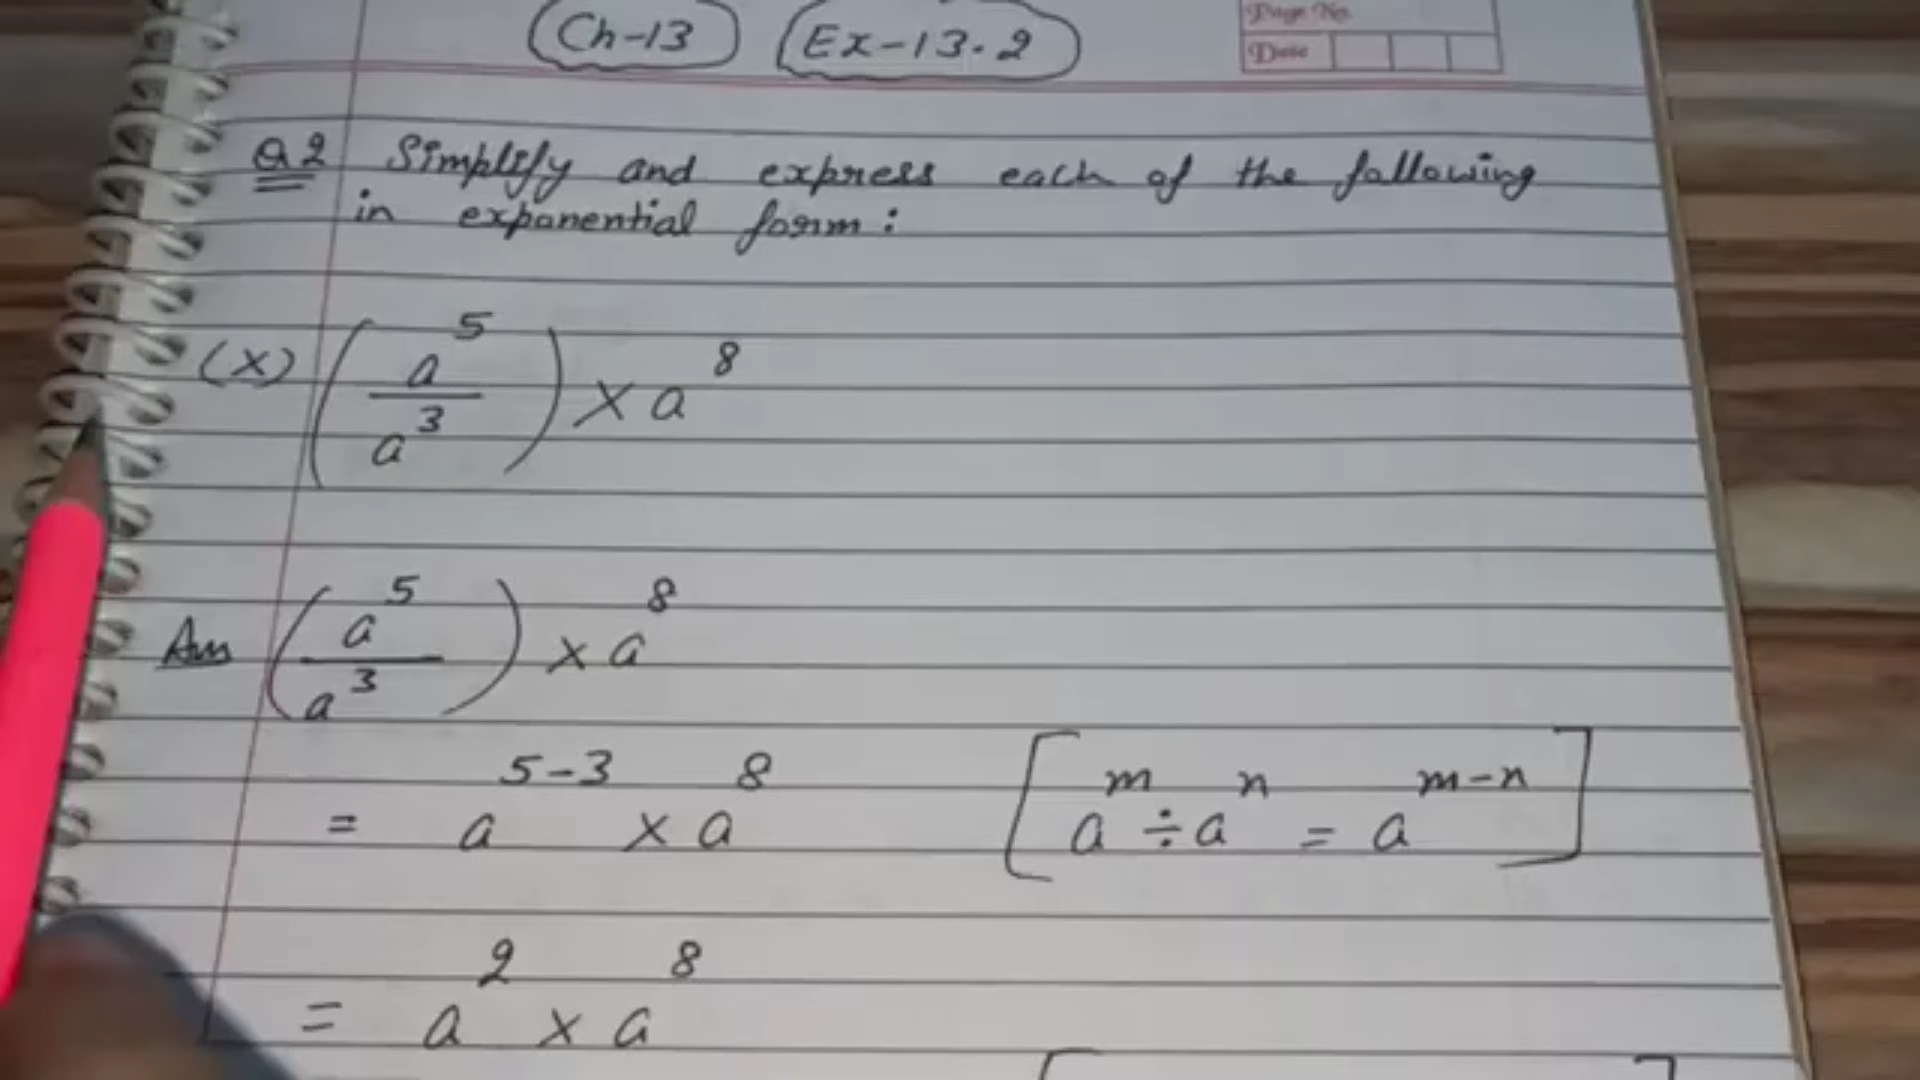 Ch-13 Ex-13.2
Page No.
Date
Q2 Simplify and express each of the following
in exponential form:
(x) (a^5/a^3) × a^8
Ans (a^5/a^3) × a^8
= a^(5-3) × a^8 [a^m ÷ a^n = a^(m-n)]
= a^2 × a^8